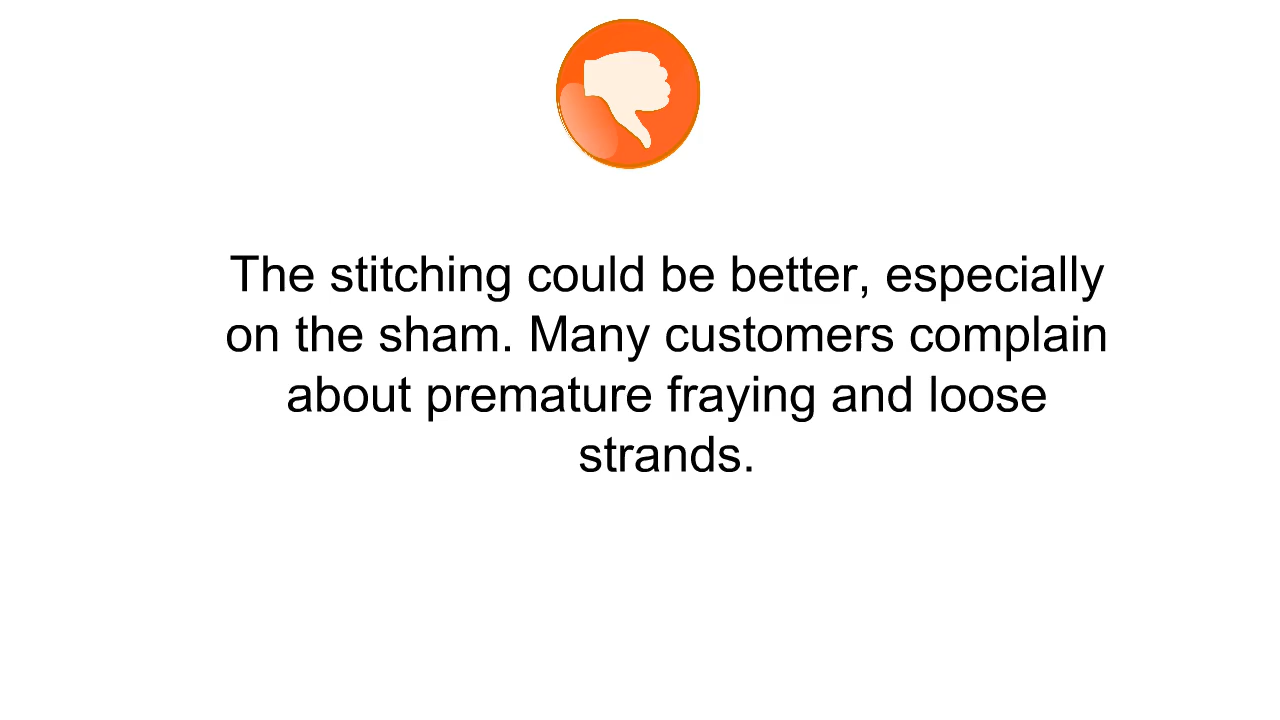 The stitching could be better, especially
on the sham. Many customers complain
about premature fraying and loose
strands.